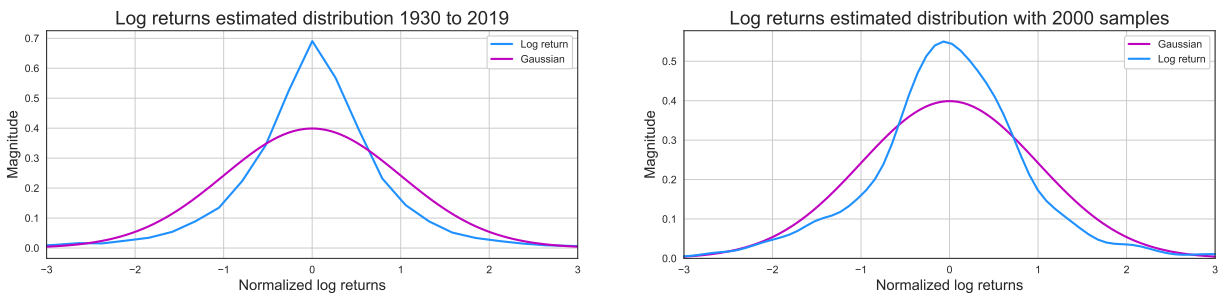 Log returns estimated distribution 1930 to 2019
0.7
0.6
0.5
0.4
0.3
0.2
0.1
0.0
Magnitude
Log return
Gaussian
−3
−2
−1
0
1
2
3
Normalized log returns
Log returns estimated distribution with 2000 samples
0.5
0.4
0.3
0.2
0.1
0.0
Magnitude
Gaussian
Log return
−3
−2
−1
0
1
2
3
Normalized log returns